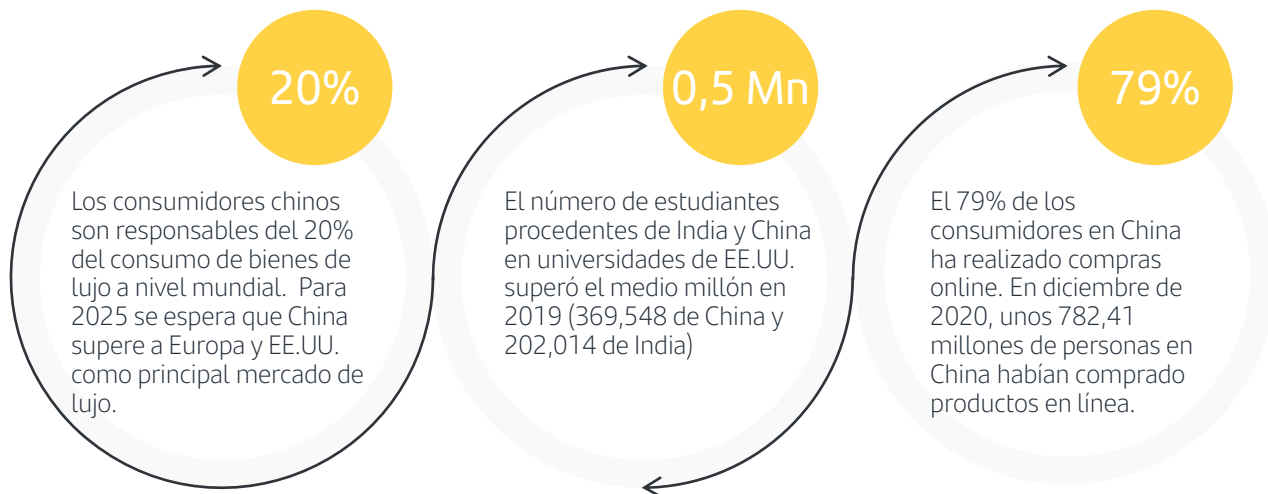 20%
Los consumidores chinos
son responsables del 20%
del consumo de bienes de
lujo a nivel mundial.  Para
2025 se espera que China
supere a Europa y EE.UU.
como principal mercado de
lujo.
0,5 Mn
El número de estudiantes
procedentes de India y China
en universidades de EE.UU.
superó el medio millón en
2019 (369,548 de China y
202,014 de India)
79%
El 79% de los
consumidores en China
ha realizado compras
online. En diciembre de
2020, unos 782,41
millones de personas en
China habían comprado
productos en línea.